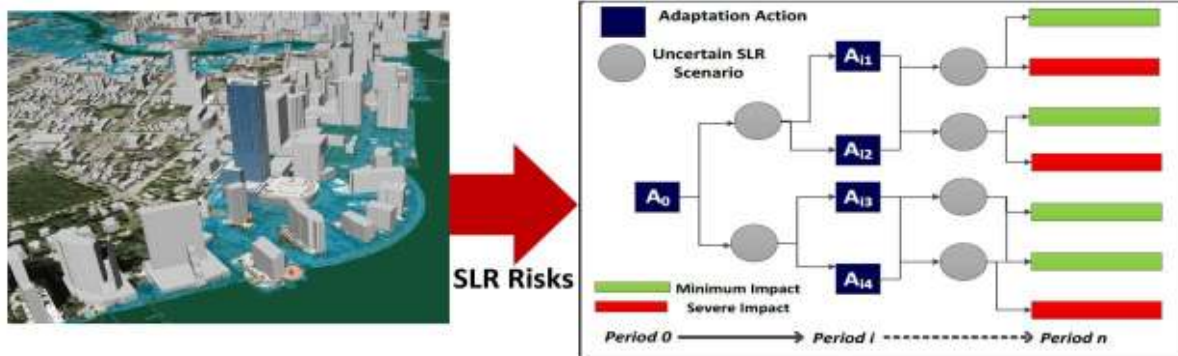 SLR Risks
Adaptation Action
Uncertain SLR
Scenario
A₀
Aᵢ₁
Aᵢ₂
Aᵢ₃
Aᵢ₄
Minimum Impact
Severe Impact
Period 0
Period i
Period n